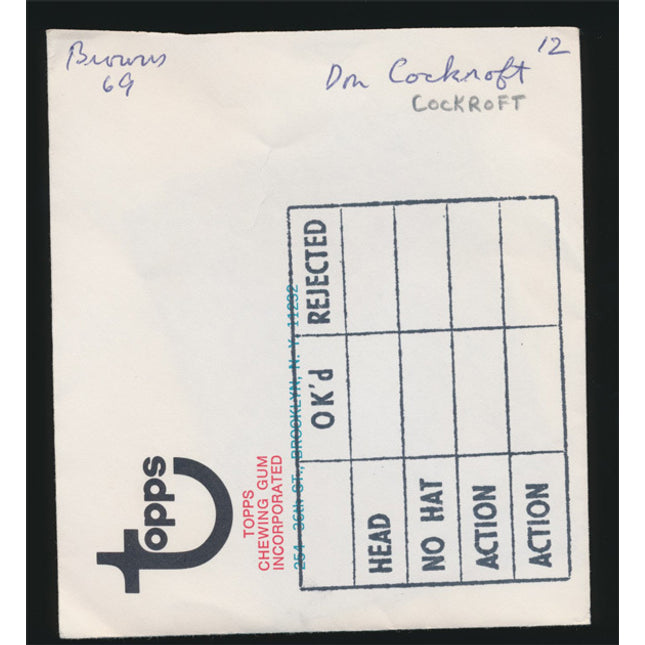 Browns
69
12
Don Cockroft
COCKROFT
topps
TOPPS
CHEWING GUM
INCORPORATED
254 36th ST., BROOKLYN, N. Y. 11232
OK'd REJECTED
HEAD
NO HAT
ACTION
ACTION